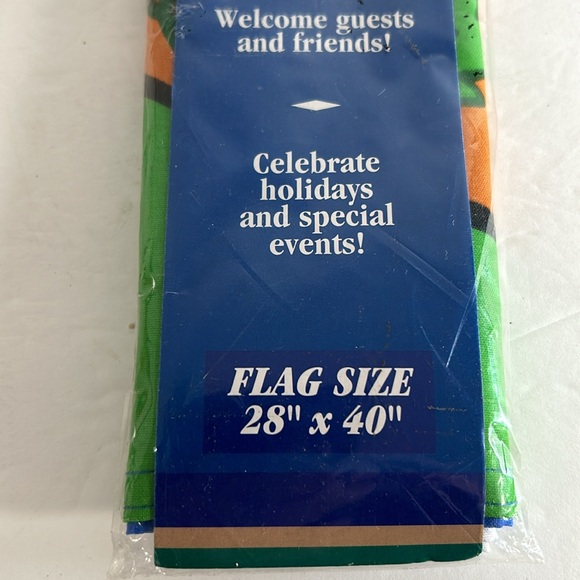 Welcome guests
and friends!
Celebrate
holidays
and special
events!
FLAG SIZE
28" x 40"